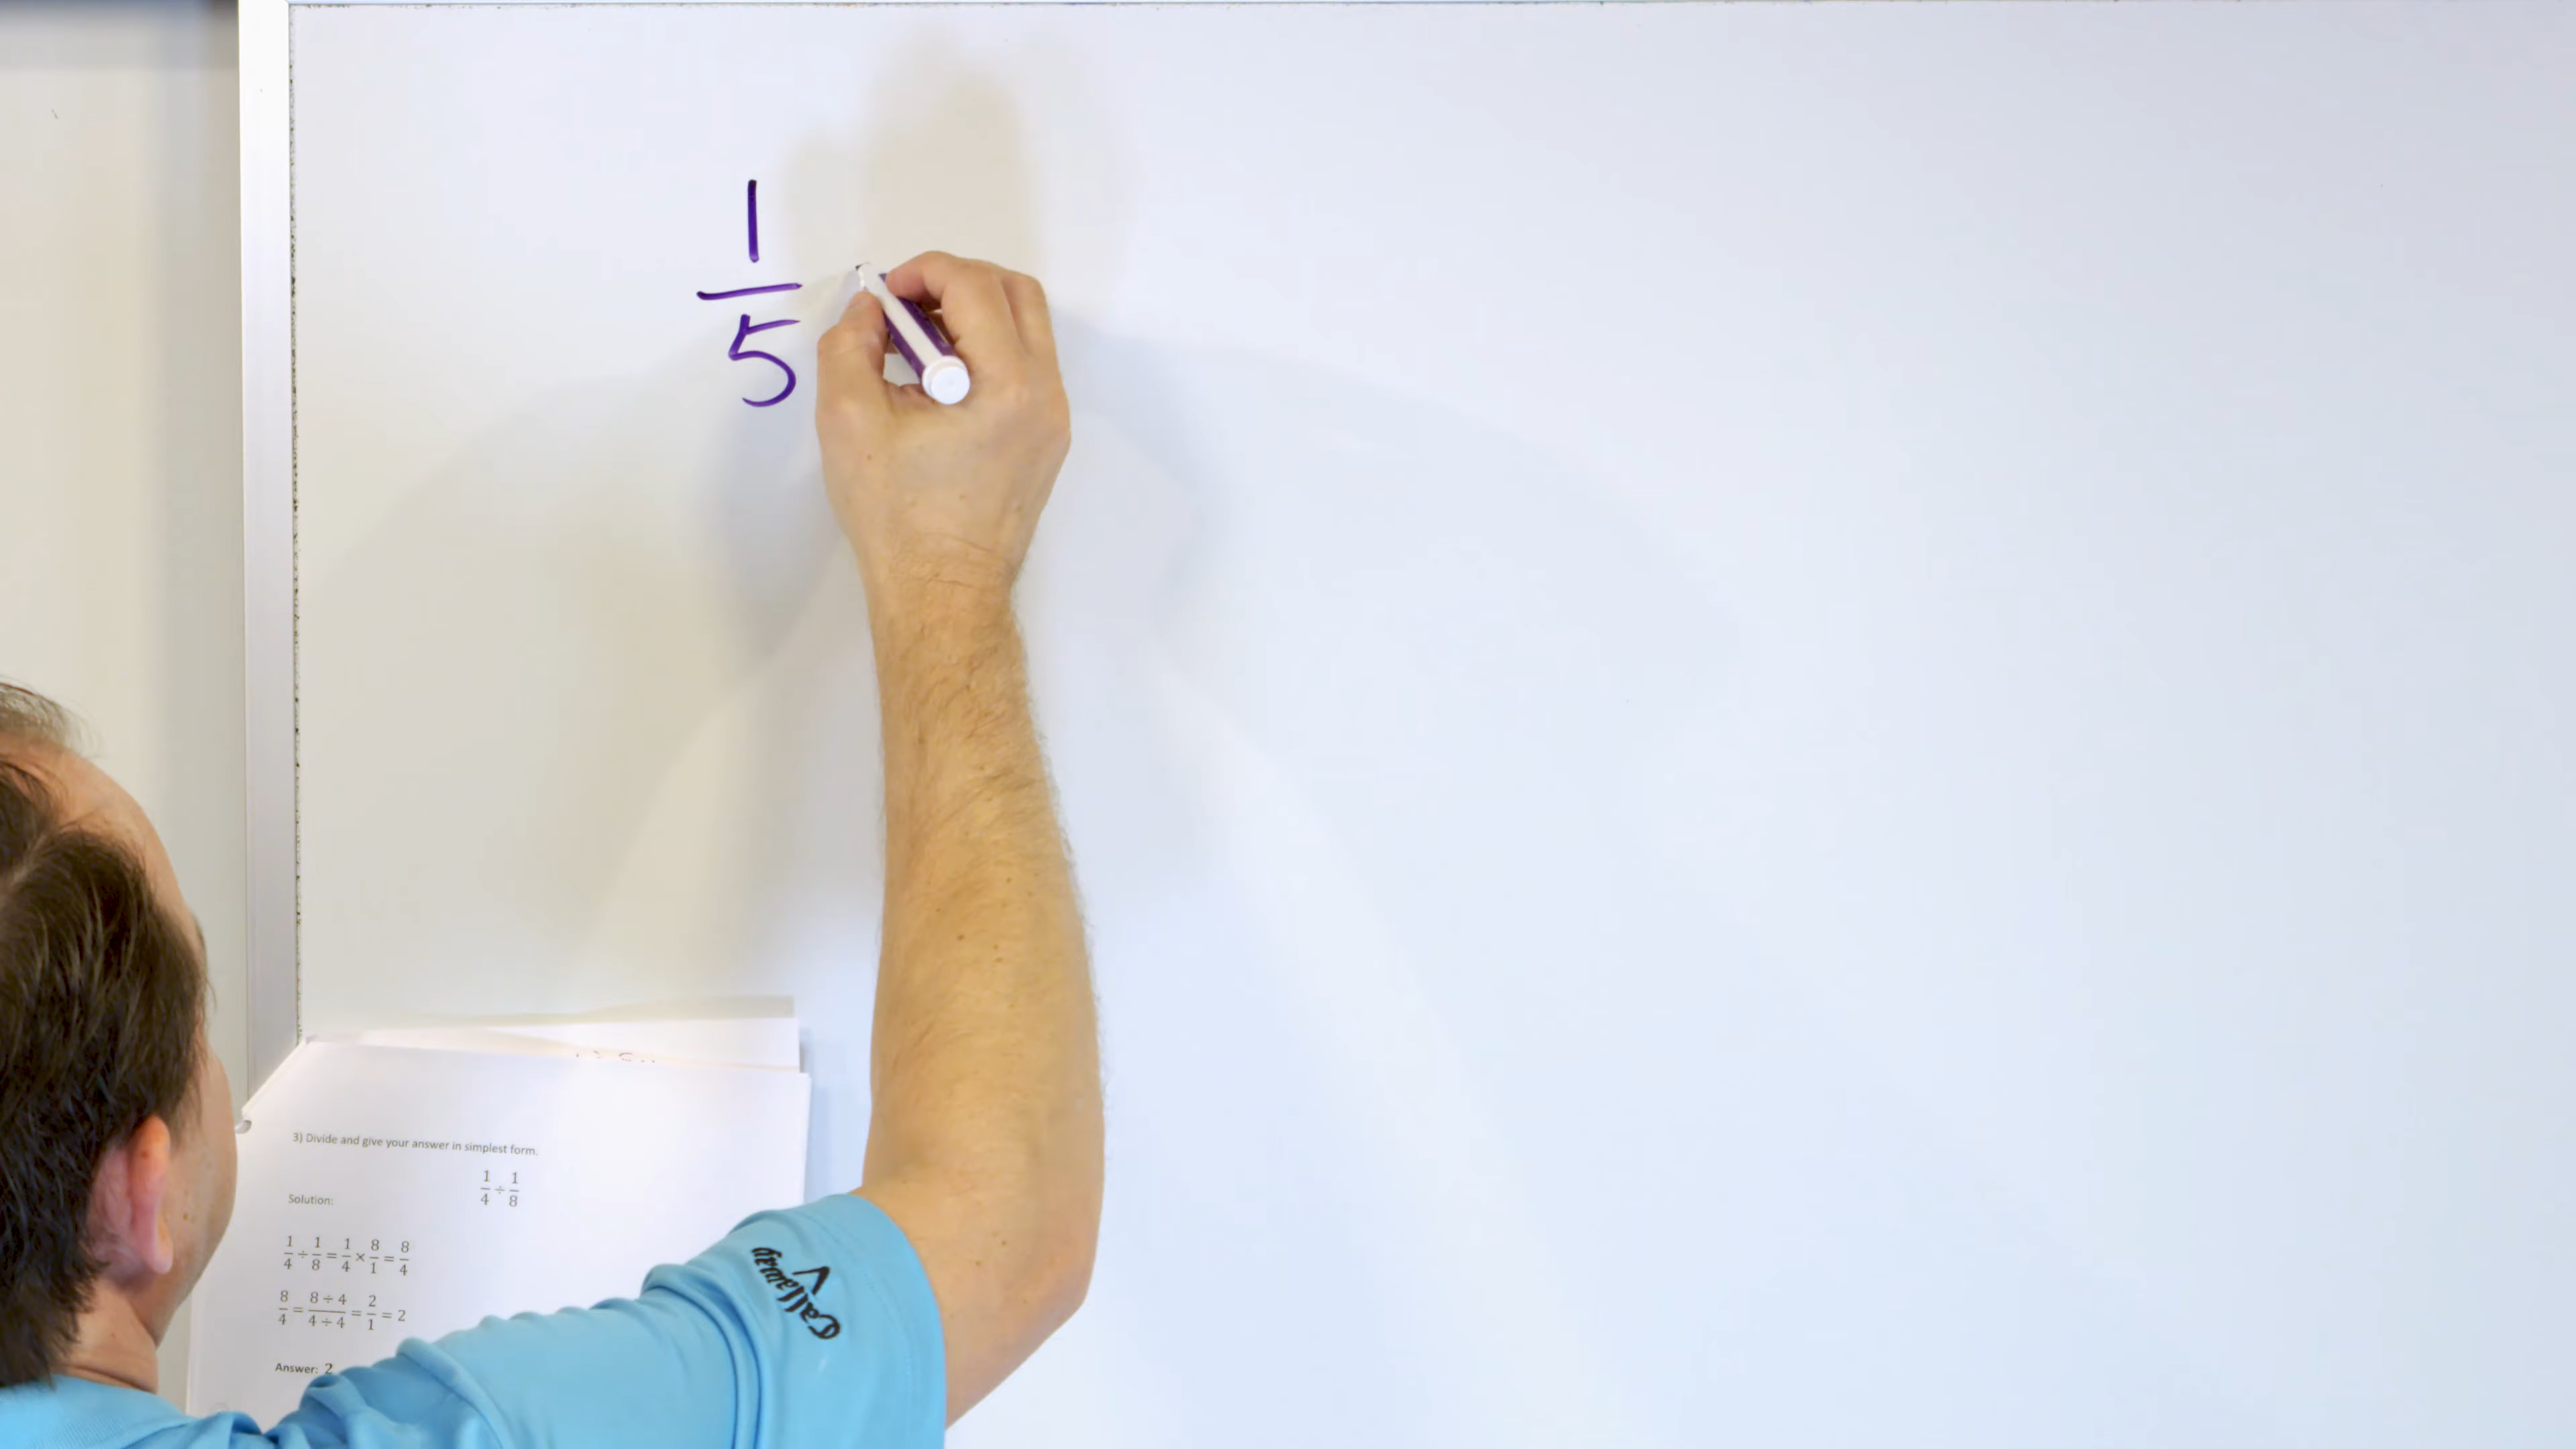 1/5
3) Divide and give your answer in simplest form.
1/4 ÷ 1/8
Solution:
1/4 ÷ 1/8 = 1/4 × 8/1 = 8/4
8/4 = (8 ÷ 4)/(4 ÷ 4) = 2/1 = 2
Answer: 2
Callaway